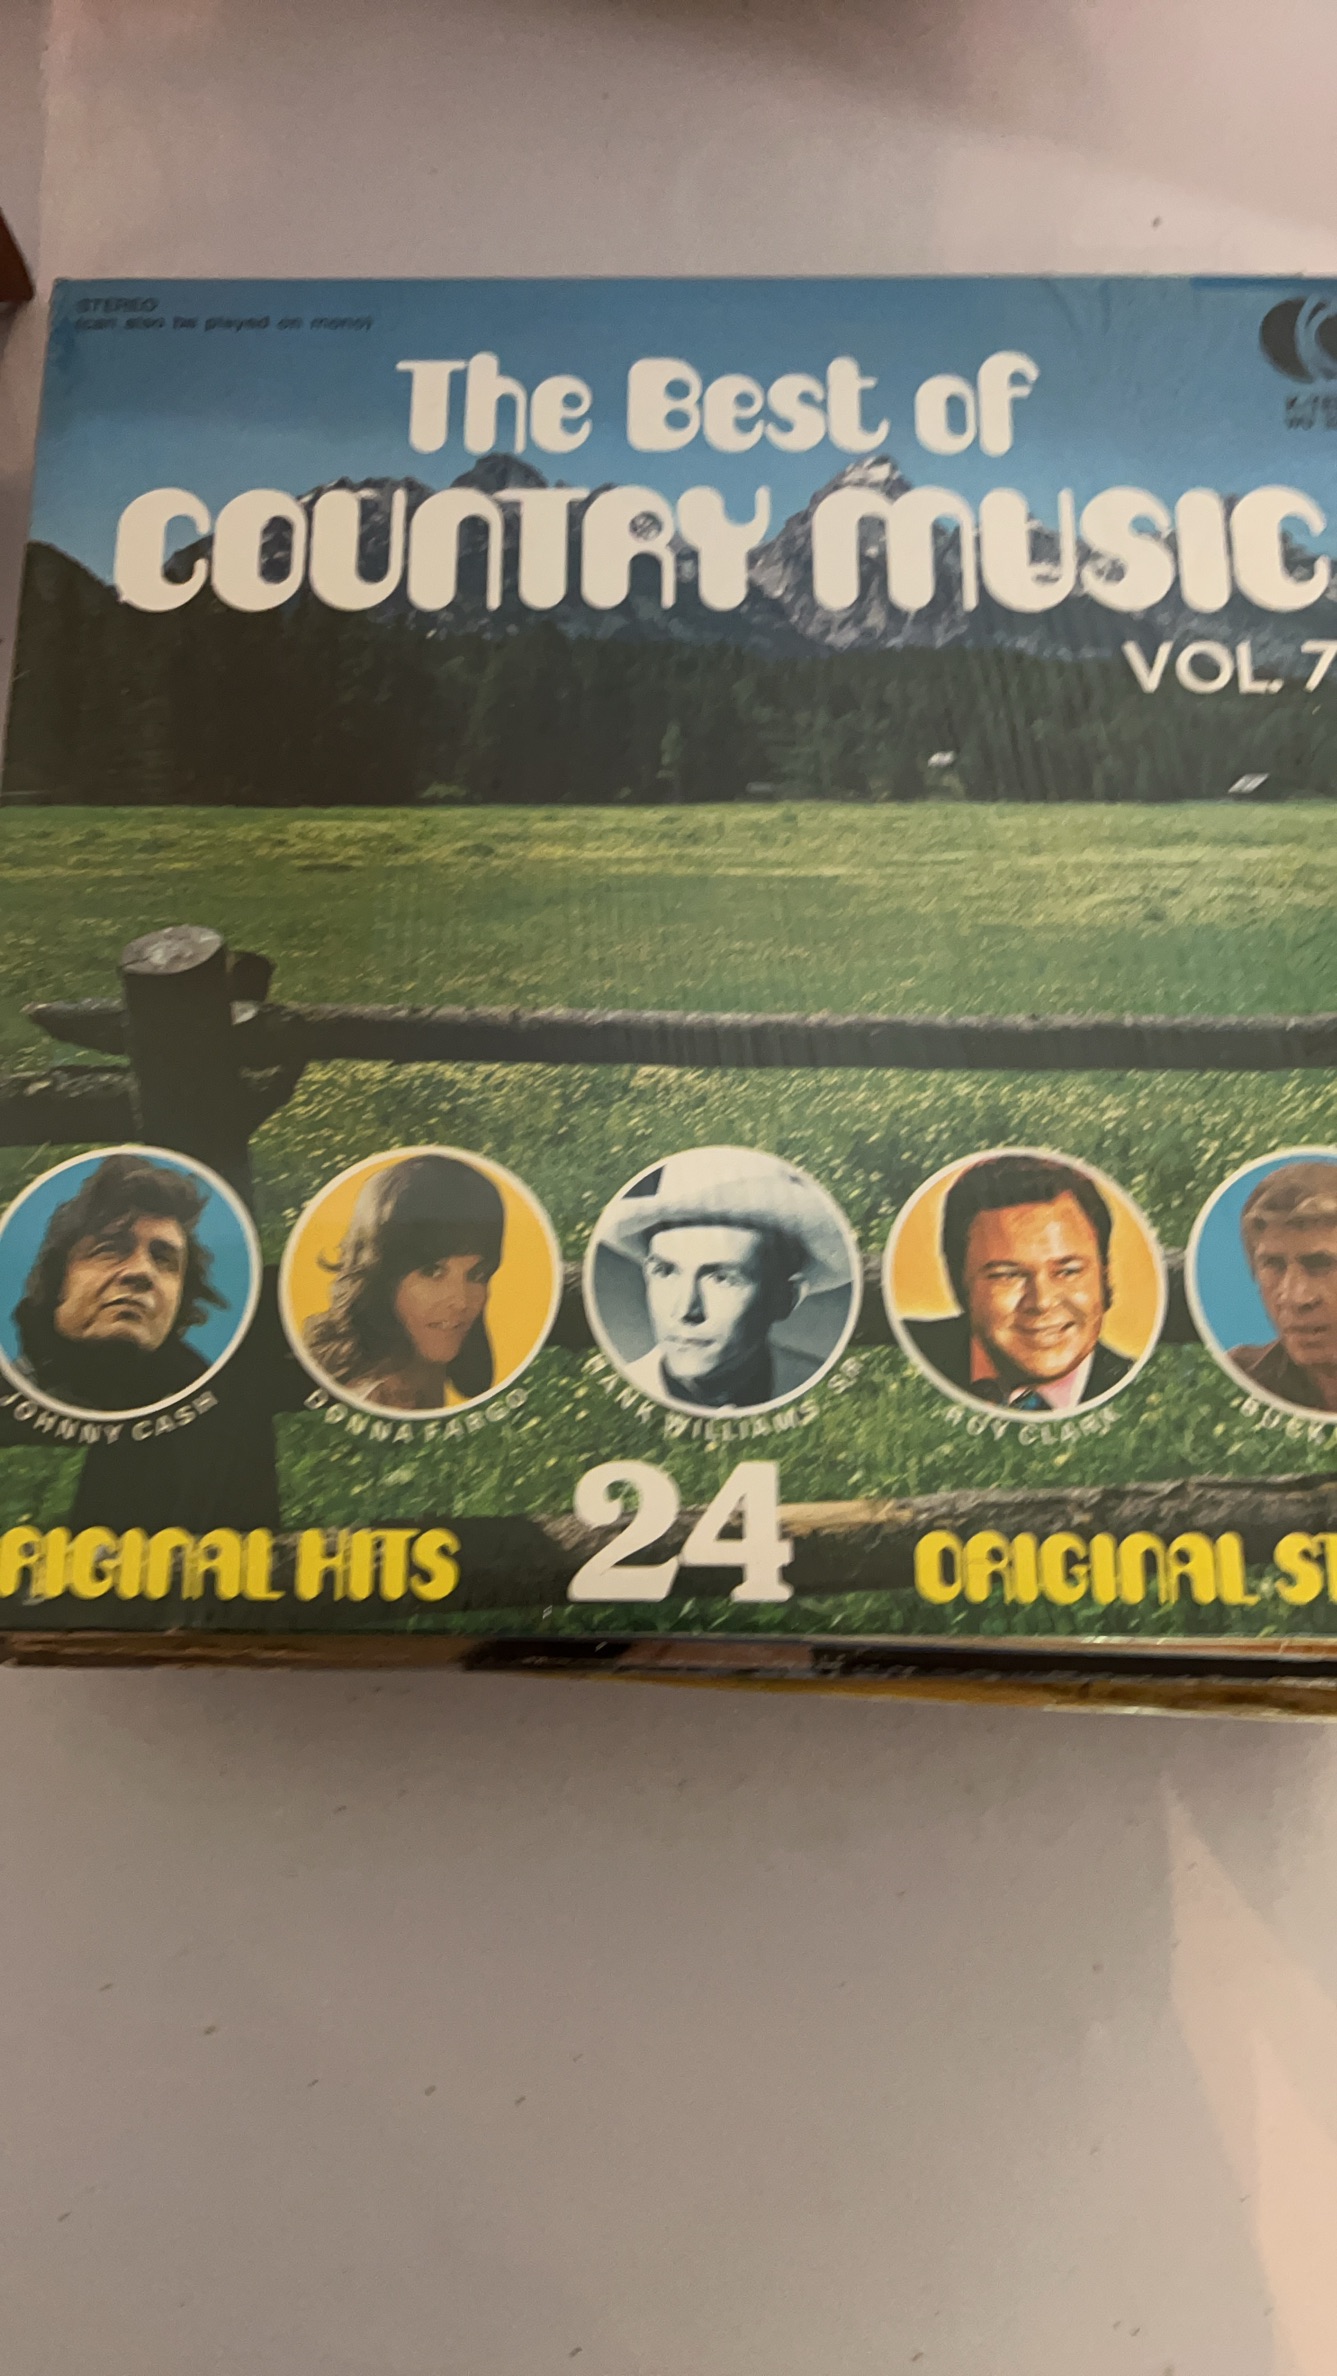 STEREO
(can also be played on mono)
The Best of
COUNTRY MUSIC
VOL. 7
JOHNNY CASH
DONNA FARGO
HANK WILLIAMS SR
ROY CLARK
BUCK
RIGINAL HITS 24 ORIGINAL ST